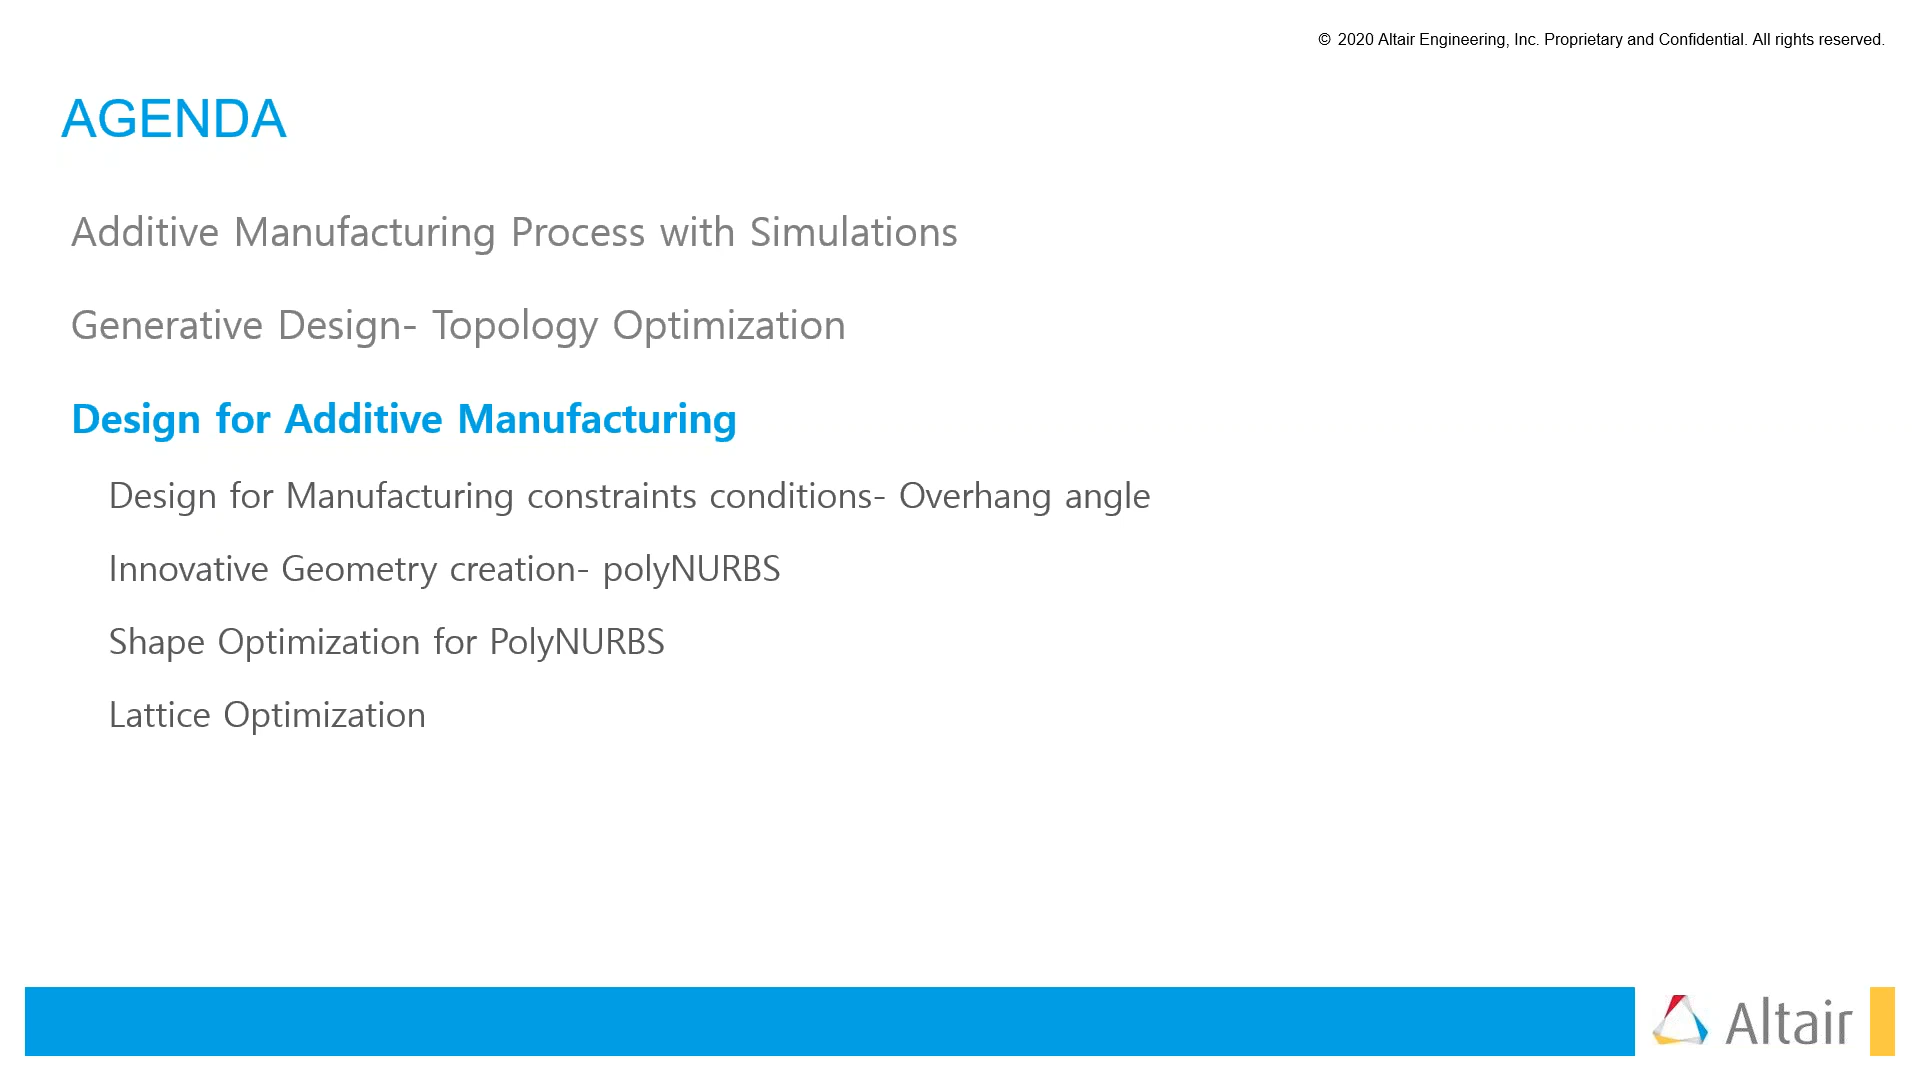 © 2020 Altair Engineering, Inc. Proprietary and Confidential. All rights reserved.
AGENDA
Additive Manufacturing Process with Simulations
Generative Design- Topology Optimization
Design for Additive Manufacturing
Design for Manufacturing constraints conditions- Overhang angle
Innovative Geometry creation- polyNURBS
Shape Optimization for PolyNURBS
Lattice Optimization
Altair